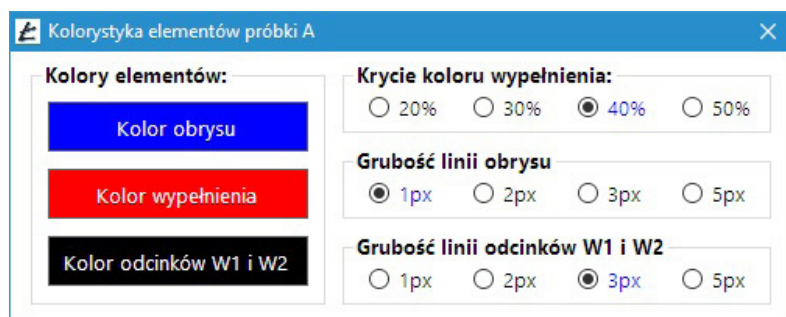 Kolorystyka elementów próbki A
Kolory elementów:
Kolor obrysu
Kolor wypełnienia
Kolor odcinków W1 i W2
Krycie koloru wypełnienia:
20% 30% 40% 50%
Grubość linii obrysu
1px 2px 3px 5px
Grubość linii odcinków W1 i W2
1px 2px 3px 5px